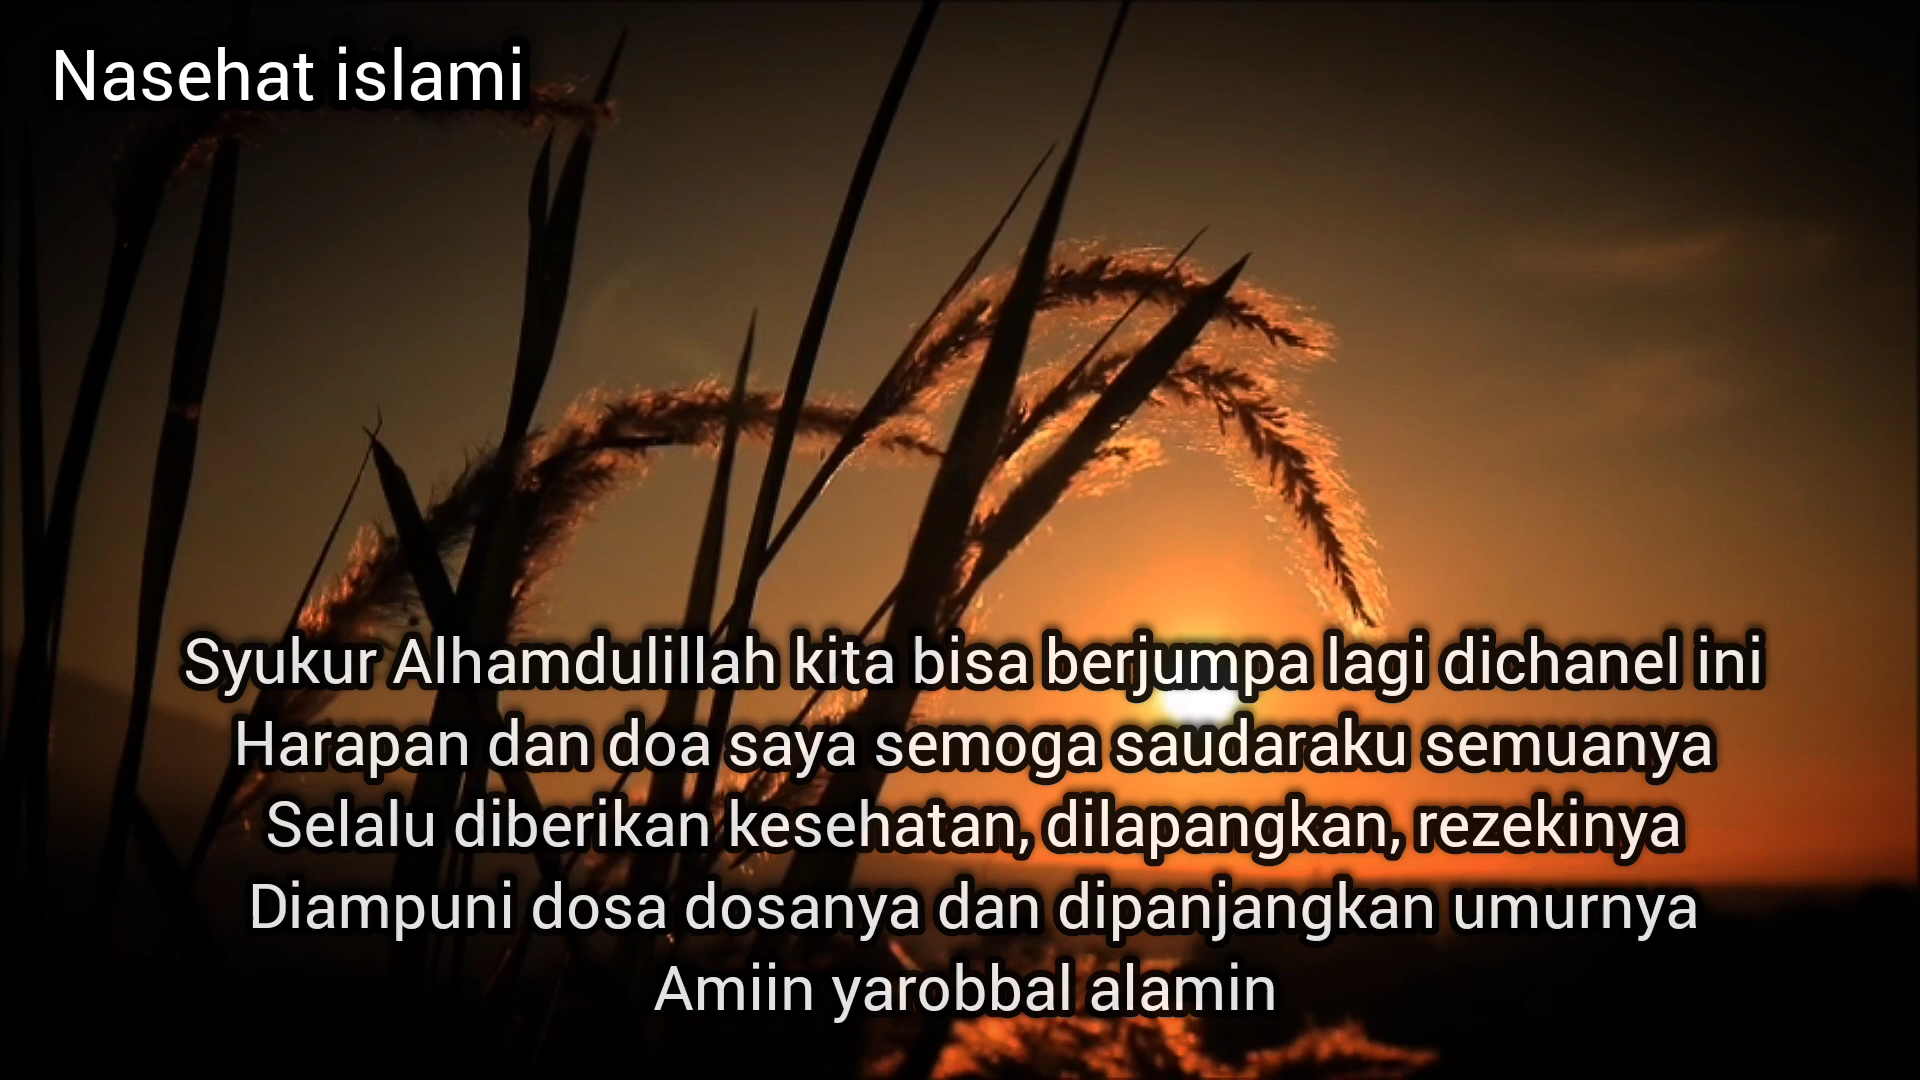 Nasehat islami
Syukur Alhamdulillah kita bisa berjumpa lagi dichanel ini
Harapan dan doa saya semoga saudaraku semuanya
Selalu diberikan kesehatan, dilapangkan, rezekinya
Diampuni dosa dosanya dan dipanjangkan umurnya
Amiin yarobbal alamin